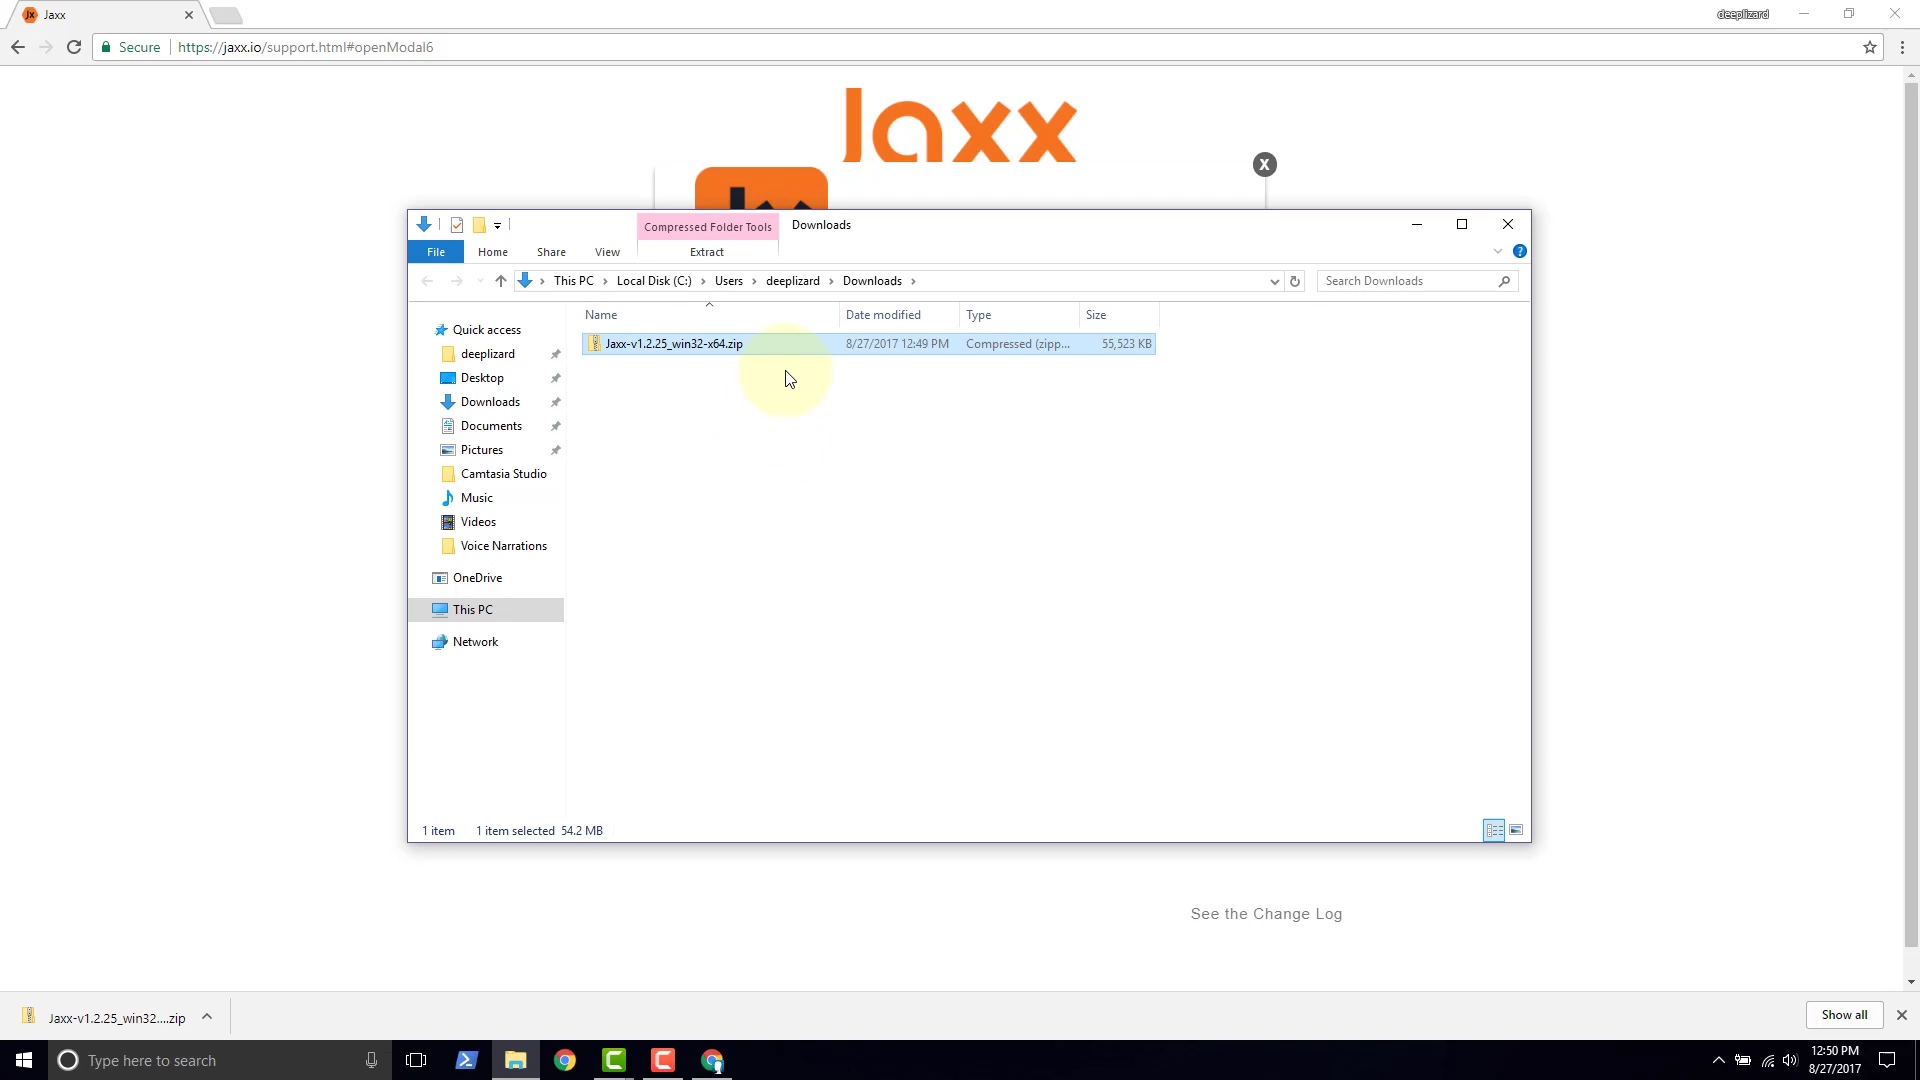 Jaxx
deeplizard
Secure https://jaxx.io/support.html#openModal6
Jaxx
X
Jx
Compressed Folder Tools Downloads
File Home Share View Extract
This PC Local Disk (C:) Users deeplizard Downloads Search Downloads
Name Date modified Type Size
Jaxx-v1.2.25_win32-x64.zip 8/27/2017 12:49 PM Compressed (zipp... 55,523 KB
Quick access
deeplizard
Desktop
Downloads
Documents
Pictures
Camtasia Studio
Music
Videos
Voice Narrations
OneDrive
This PC
Network
1 item 1 item selected 54.2 MB
See the Change Log
Jaxx-v1.2.25_win32....zip Show all
Type here to search 12:50 PM
8/27/2017